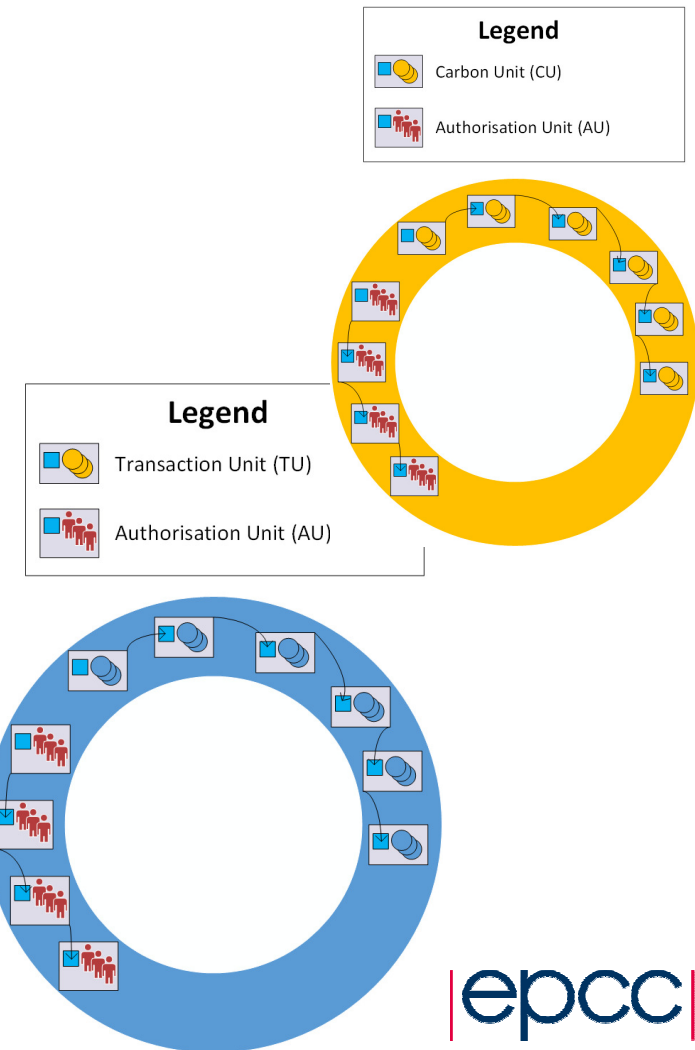 Legend
Carbon Unit (CU)
Authorisation Unit (AU)
Legend
Transaction Unit (TU)
Authorisation Unit (AU)
epcc